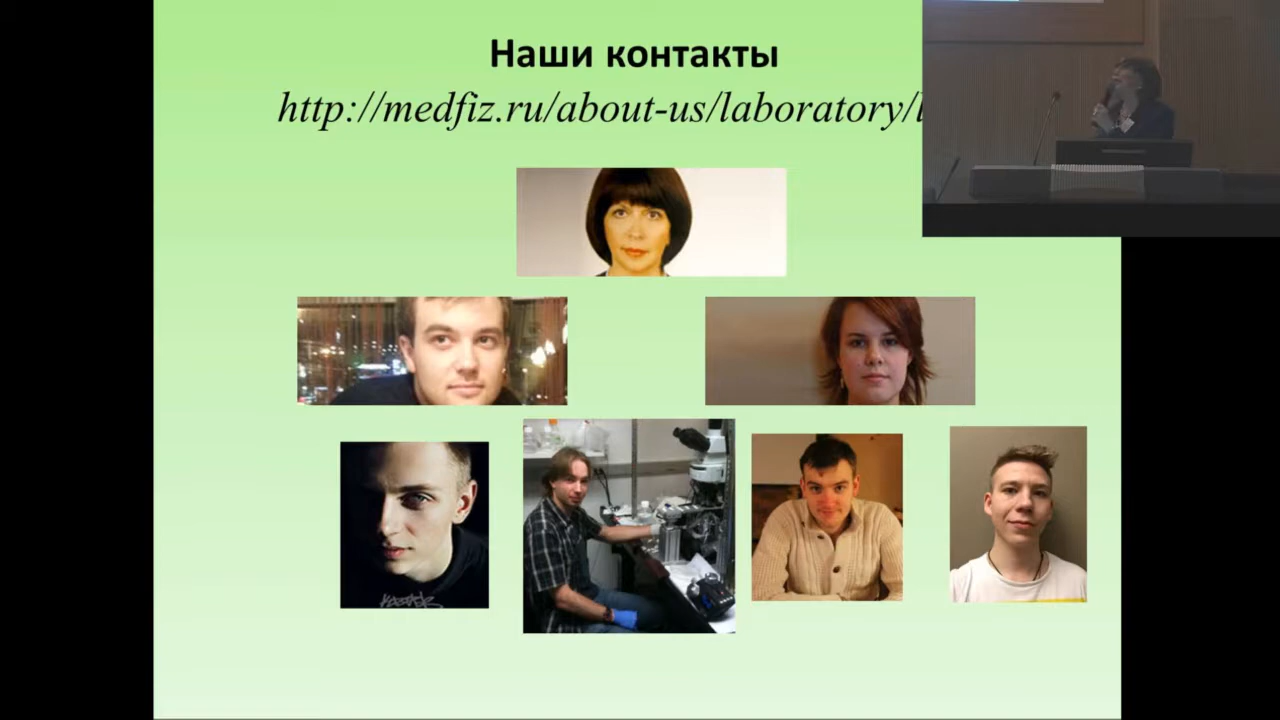 Наши контакты
http://medfiz.ru/about-us/laboratory/